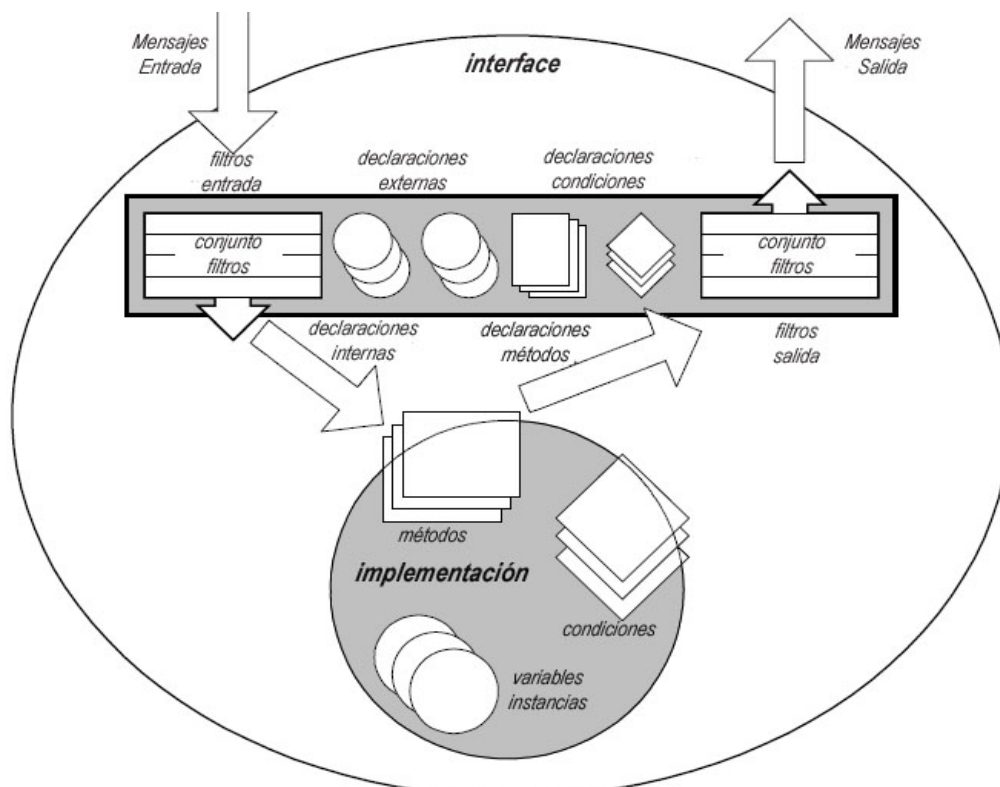 Mensajes
Entrada
interface
Mensajes
Salida
filtros
entrada
declaraciones
externas
declaraciones
condiciones
conjunto
filtros
conjunto
filtros
declaraciones
internas
declaraciones
métodos
filtros
salida
métodos
implementación
condiciones
variables
instancias